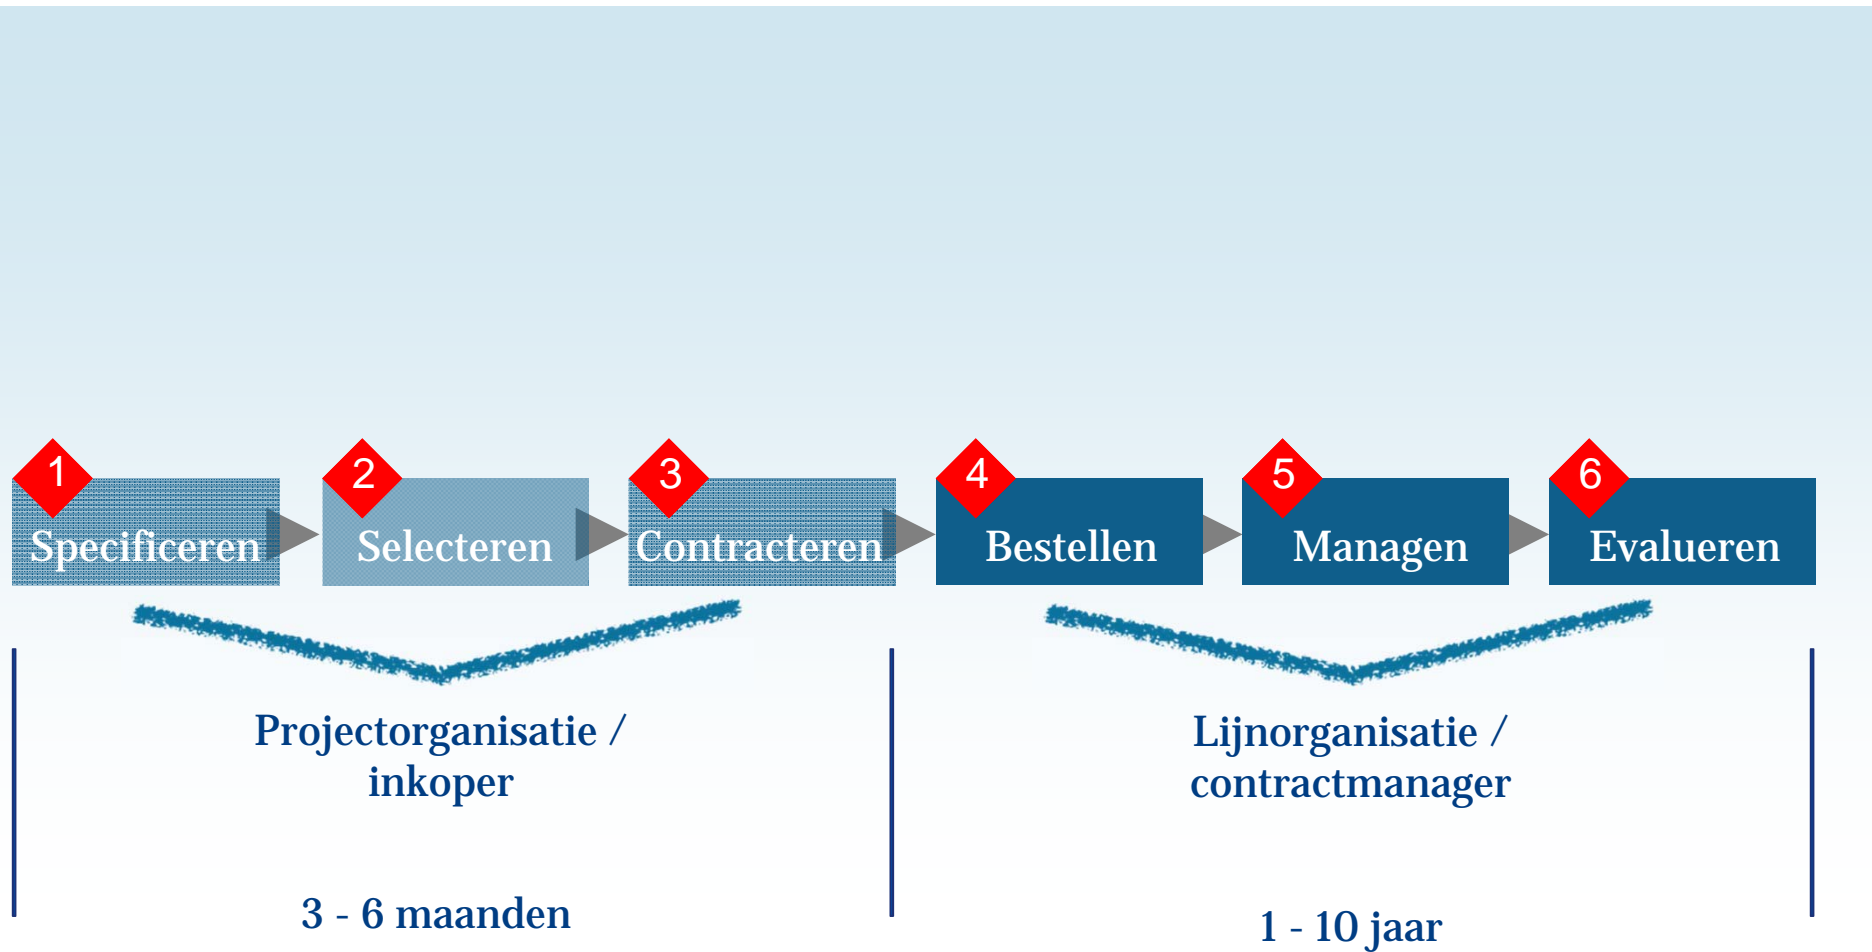 1
Specificeren
2
Selecteren
3
Contracteren
4
Bestellen
5
Managen
6
Evalueren
Projectorganisatie /
inkoper
3 - 6 maanden
Lijnorganisatie /
contractmanager
1 - 10 jaar